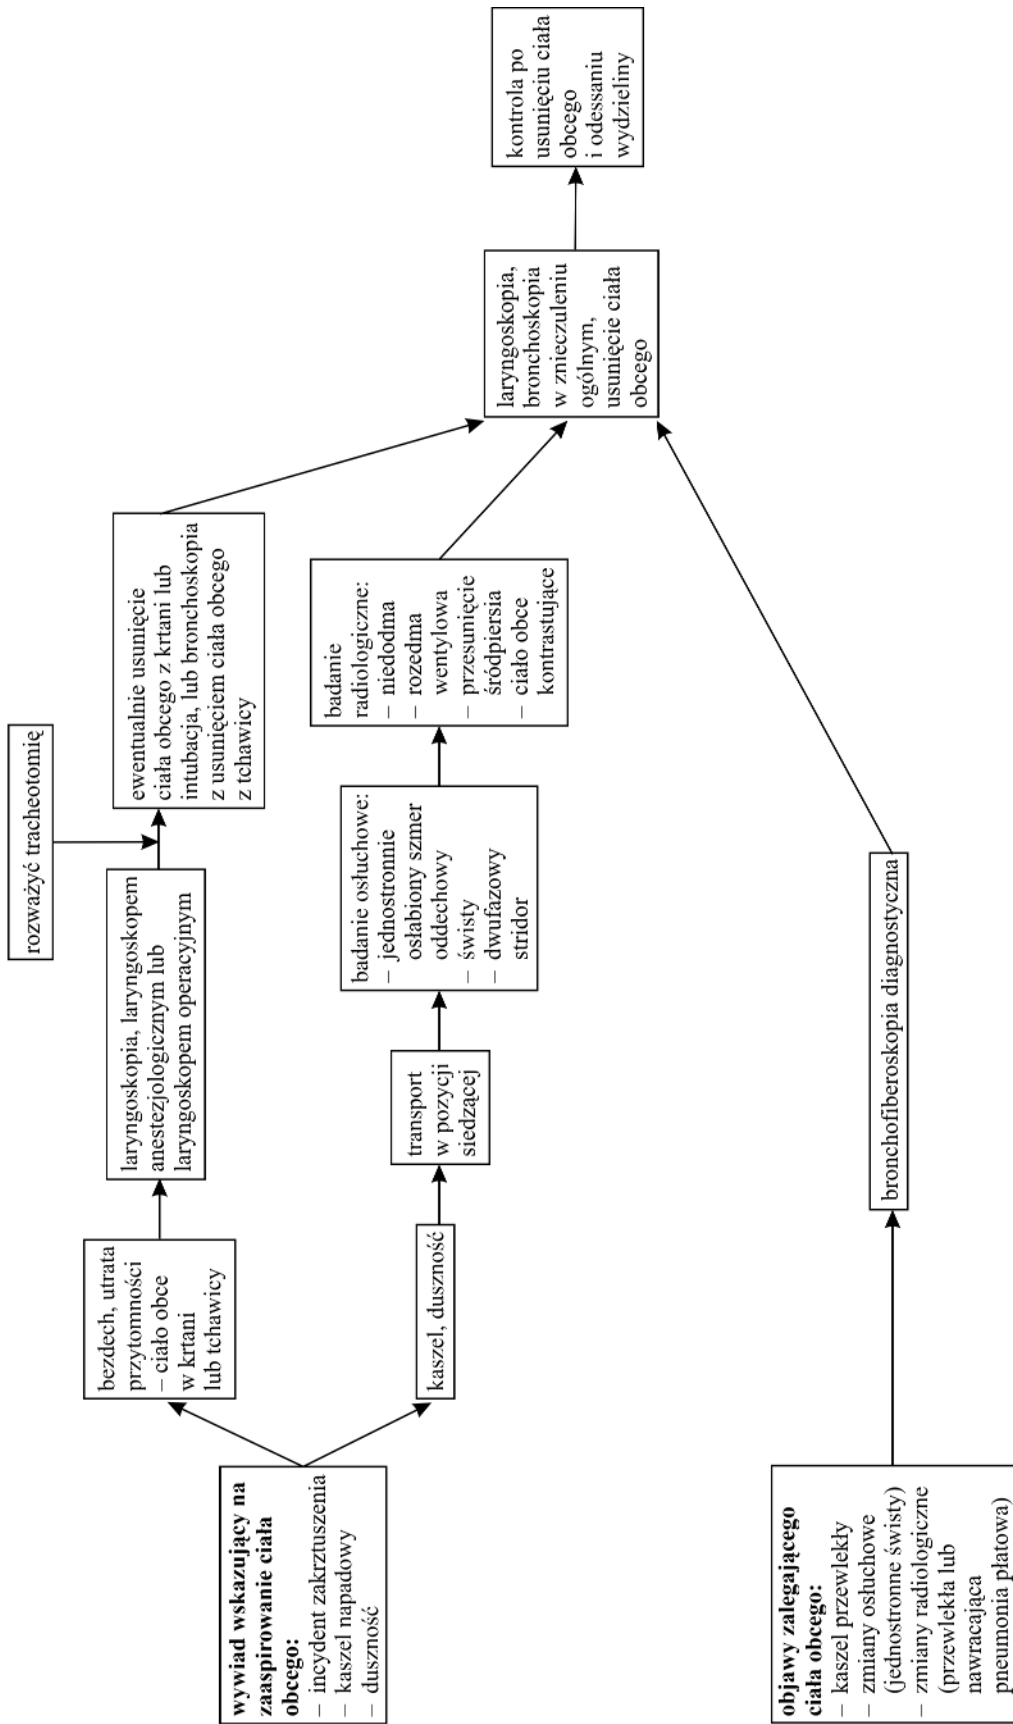 wywiad wskazujący na
zaaspirowanie ciała
obcego:
– incydent zakrztuszenia
– kaszel napadowy
– duszność
bezdech, utrata
przytomności
– ciało obce
w krtani
lub tchawicy
laryngoskopia, laryngoskopem
anestezjologicznym lub
laryngoskopem operacyjnym
rozważyć tracheotomię
ewentualnie usunięcie
ciała obcego z krtani lub
intubacja, lub bronchoskopia
z usunięciem ciała obcego
z tchawicy
kaszel, duszność
transport
w pozycji
siedzącej
badanie osłuchowe:
– jednostronnie
osłabiony szmer
oddechowy
– świsty
– dwufazowy
stridor
badanie
radiologiczne:
– niedodma
– rozedma
wentylowa
– przesunięcie
śródpiersia
– ciało obce
kontrastujące
laryngoskopia,
bronchoskopia
w znieczuleniu
ogólnym,
usunięcie ciała
obcego
kontrola po
usunięciu ciała
obcego
i odessaniu
wydzieliny
objawy zalegającego
ciała obcego:
– kaszel przewlekły
– zmiany osłuchowe
(jednostronne świsty)
– zmiany radiologiczne
(przewlekła lub
nawracająca
pneumonia płatowa)
bronchofiberoskopia diagnostyczna